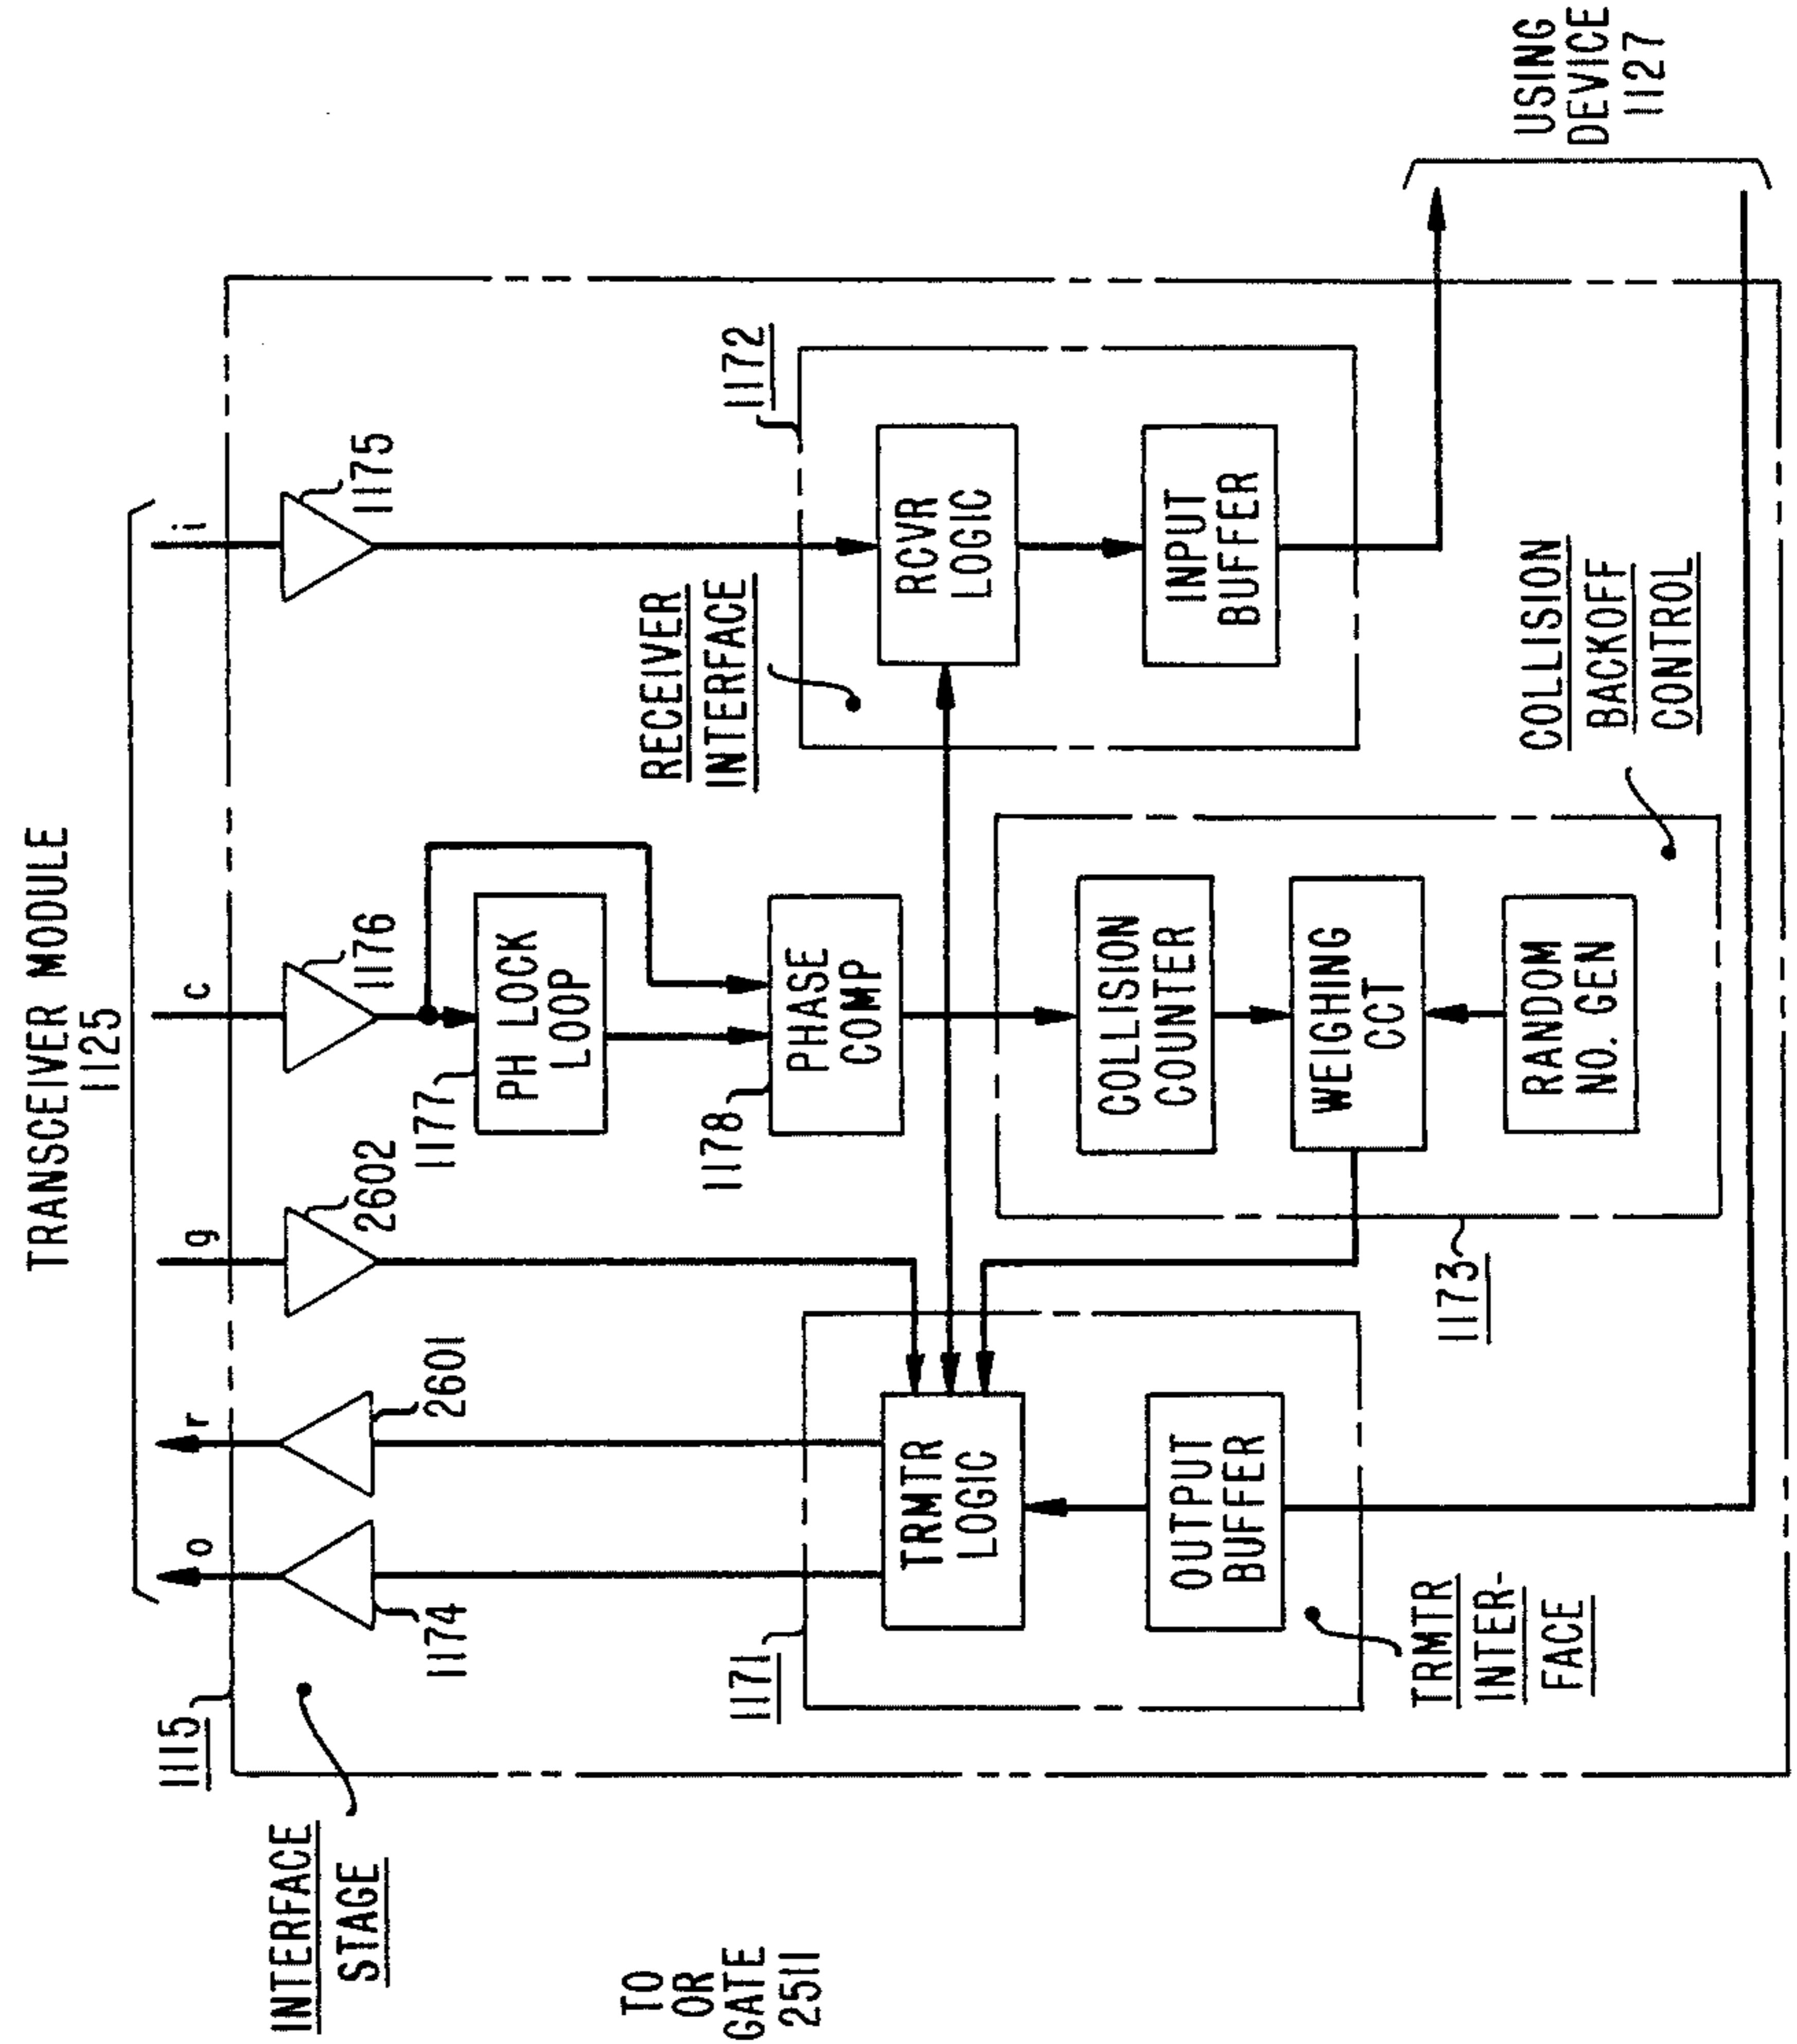 TRANSCEIVER MODULE
1125
o
r
g
c
i
1115
1174
2601
2602
1176
1175
INTERFACE
STAGE
1177
PH LOCK
LOOP
1178
PHASE
COMP
RECEIVER
INTERFACE
1172
TO
OR
GATE
2511
1171
TRMTR
LOGIC
OUTPUT
BUFFER
TRMTR
INTER-
FACE
COLLISION
COUNTER
WEIGHING
CCT
RANDOM
NO. GEN
1173
RCVR
LOGIC
INPUT
BUFFER
COLLISION
BACKOFF
CONTROL
USING
DEVICE
1127